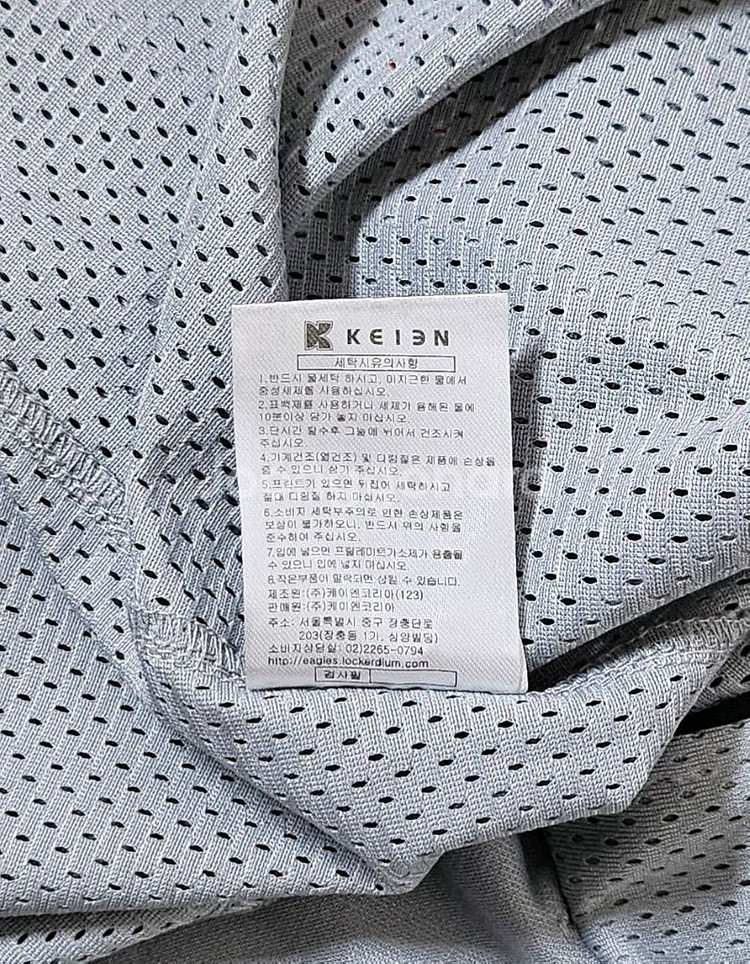 KEI3N
세탁시유의사항
1.반드시 물세탁 하시고, 미지근한 물에서
중성세제를 사용하십시오.
2.표백제를 사용하거나 세제가 용해된 물에
10분이상 담가 놓지 마십시오.
3.단시간 탈수후 그늘에 뉘어서 건조시켜
주십시오.
4.기계건조(열건조) 및 다림질은 제품에 손상을
줄 수 있으니 삼가 주십시오.
5.프린트가 있으면 뒤집어 세탁하시고
절대 다림질 하지 마십시오.
6.소비자 세탁부주의로 인한 손상제품은
보상이 불가하오니, 반드시 위의 사항을
준수하여 주십시오.
7.입에 넣으면 프탈레이트가소제가 용출될
수 있으니 입에 넣지 마십시오.
8.작은부품이 탈락되면 삼킬 수 있습니다.
제조원: (주)케이엔코리아(123)
판매원: (주)케이엔코리아
주소: 서울특별시 중구 장충단로
203(장충동 1가, 심양빌딩)
소비자상담실: 02)2265-0794
http://eagles.lockerdium.com
검사필